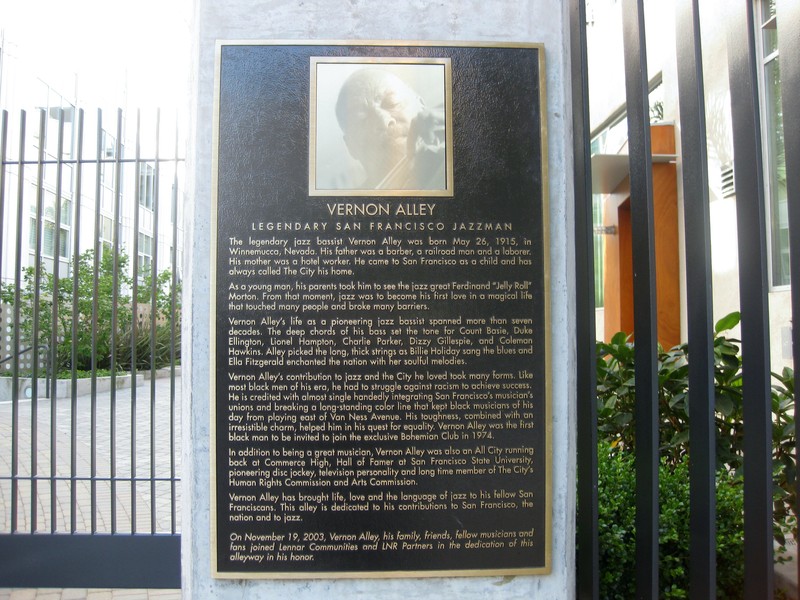 VERNON ALLEY
LEGENDARY SAN FRANCISCO JAZZMAN
The legendary jazz bassist Vernon Alley was born May 26, 1915, in
Winnemucca, Nevada. His father was a barber, a railroad man and a laborer.
His mother was a hotel worker. He came to San Francisco as a child and has
always called The City his home.
As a young man, his parents took him to see the jazz great Ferdinand "Jelly Roll"
Morton. From that moment, jazz was to become his first love in a magical life
that touched many people and broke many barriers.
Vernon Alley's life as a pioneering jazz bassist spanned more than seven
decades. The deep chords of his bass set the tone for Count Basie, Duke
Ellington, Lionel Hampton, Charlie Parker, Dizzy Gillespie, and Coleman
Hawkins. Alley picked the long, thick strings as Billie Holiday sang the blues and
Ella Fitzgerald enchanted the nation with her soulful melodies.
Vernon Alley's contribution to jazz and the City he loved took many forms. Like
most black men of his era, he had to struggle against racism to achieve success.
He is credited with almost single handedly integrating San Francisco's musician's
unions and breaking a long-standing color line that kept black musicians of his
day from playing east of Van Ness Avenue. His toughness, combined with an
irresistible charm, helped him in his quest for equality. Vernon Alley was the first
black man to be invited to join the exclusive Bohemian Club in 1974.
In addition to being a great musician, Vernon Alley was also an All City running
back at Commerce High, Hall of Famer at San Francisco State University,
pioneering disc jockey, television personality and long time member of The City's
Human Rights Commission and Arts Commission.
Vernon Alley has brought life, love and the language of jazz to his fellow San
Franciscans. This alley is dedicated to his contributions to San Francisco, the
nation and to jazz.
On November 19, 2003, Vernon Alley, his family, friends, fellow musicians and
fans joined Lennar Communities and LNR Partners in the dedication of this
alleyway in his honor.